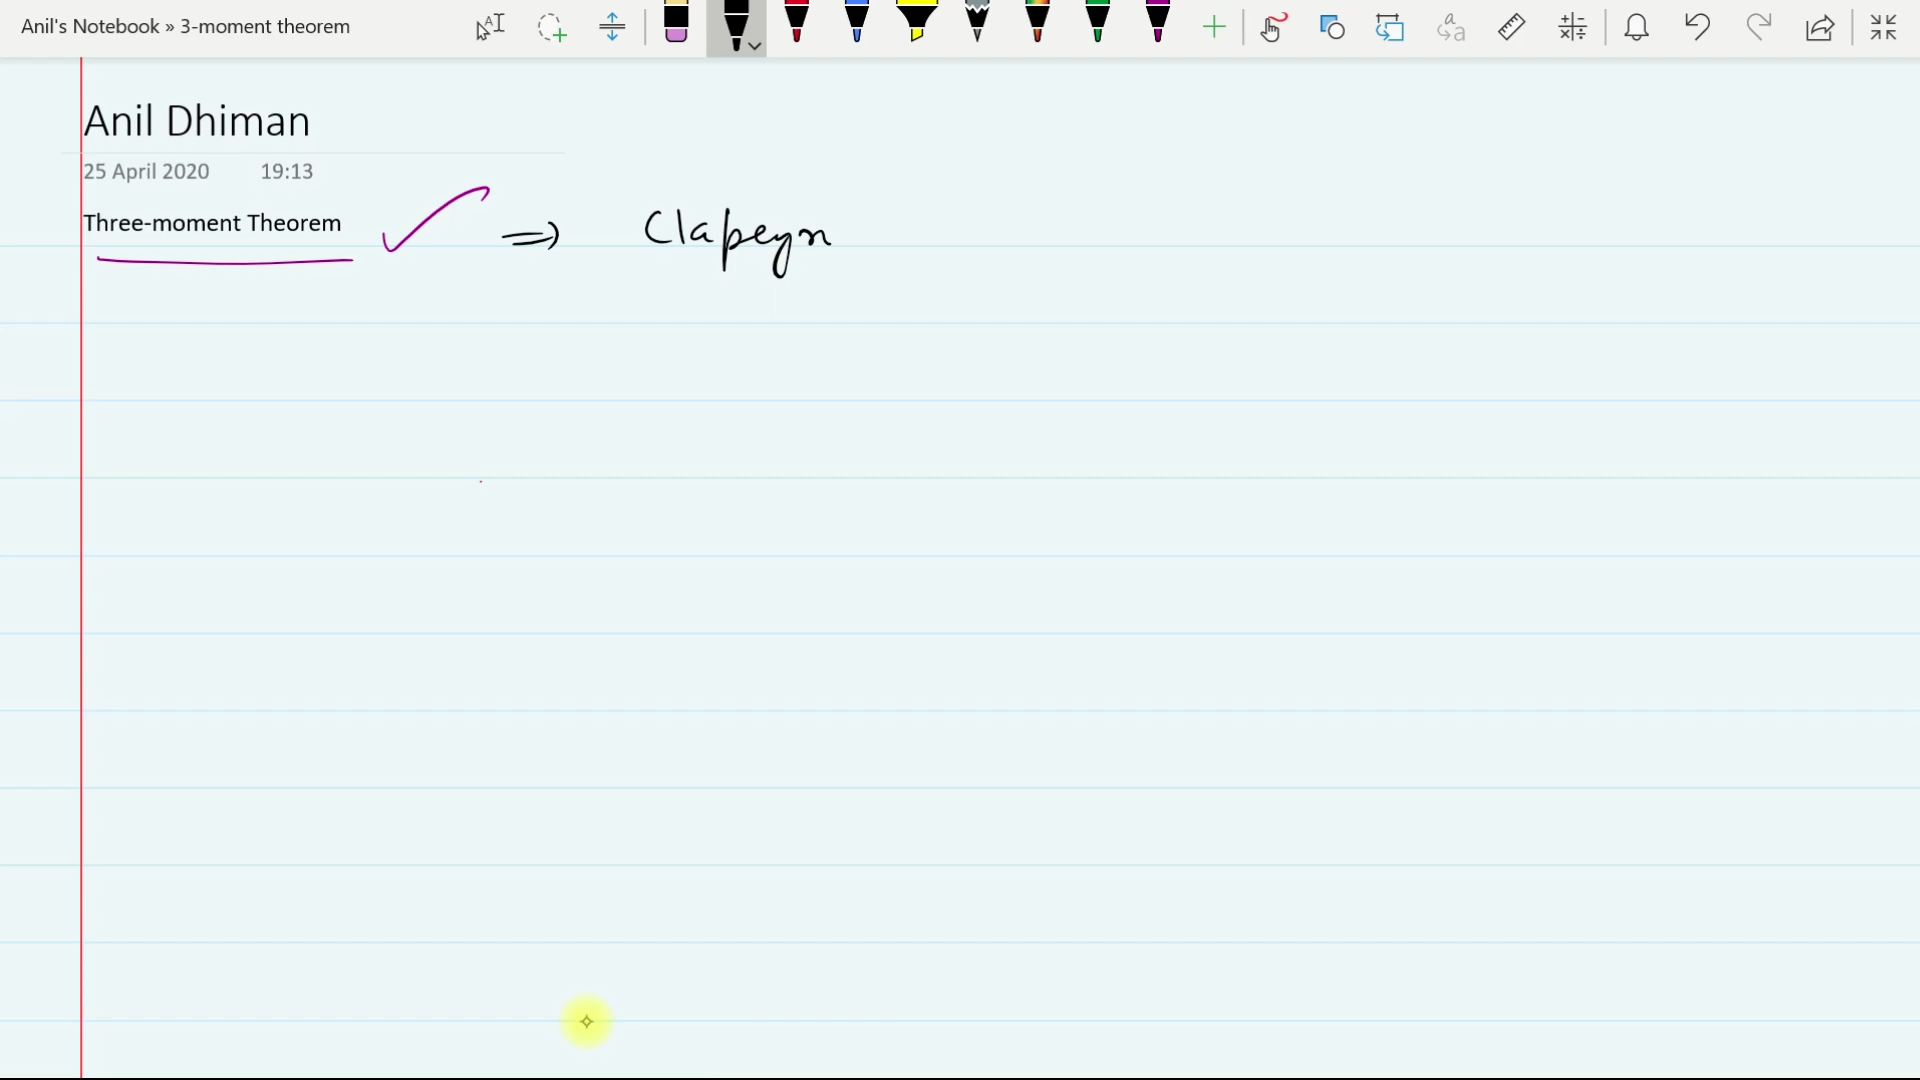 Anil's Notebook » 3-moment theorem
Anil Dhiman
25 April 2020 19:13
Three-moment Theorem ✓ ⇒ Clapeyn